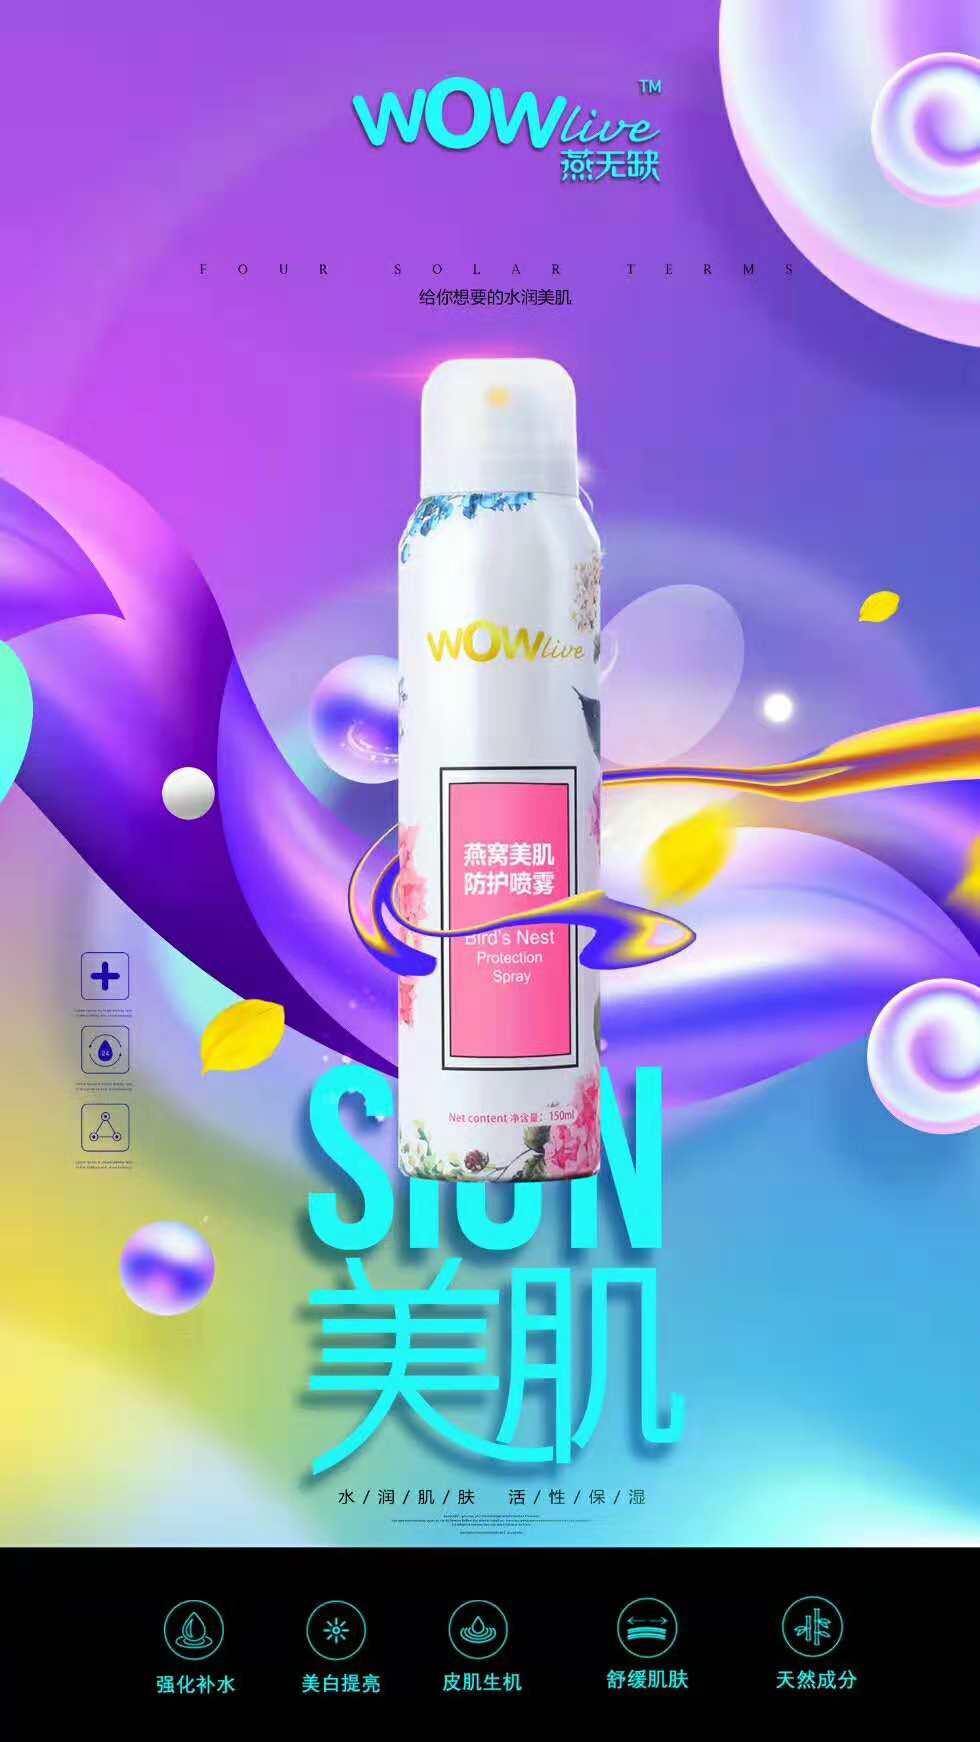 WOWlive™
燕无缺
FOUR SOLAR TERMS
给你想要的水润美肌
WOWlive
燕窝美肌
防护喷雾
Bird's Nest
Protection
Spray
Net content 净含量：150ml
24
美肌
水/润/肌/肤 活/性/保/湿
强化补水 美白提亮 皮肌生机 舒缓肌肤 天然成分